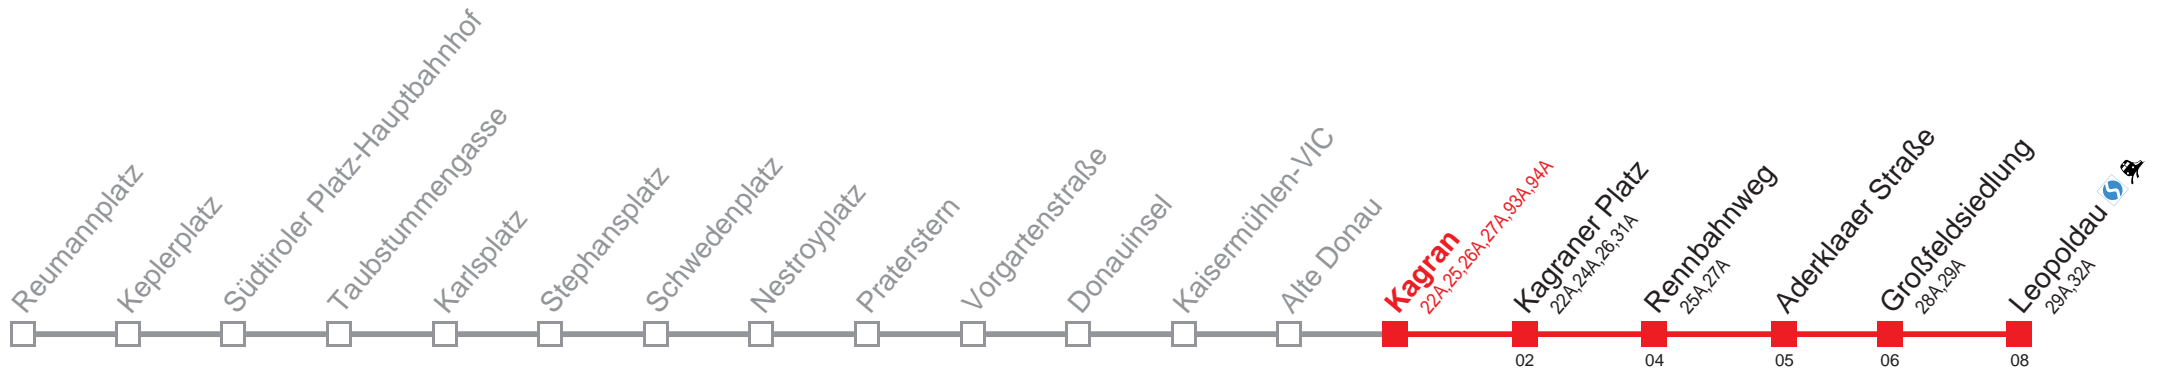 Reumannplatz
Keplerplatz
Südtiroler Platz-Hauptbahnhof
Taubstummengasse
Karlsplatz
Stephansplatz
Schwedenplatz
Nestroyplatz
Praterstern
Vorgartenstraße
Donauinsel
Kaisermühlen-VIC
Alte Donau
Kagran
22A,25,26A,27A,93A,94A
Kagraner Platz
22A,24A,26,31A
Rennbahnweg
25A,27A
Aderklaaer Straße
Großfeldsiedlung
28A,29A
Leopoldau
29A,32A
02
04
05
06
08